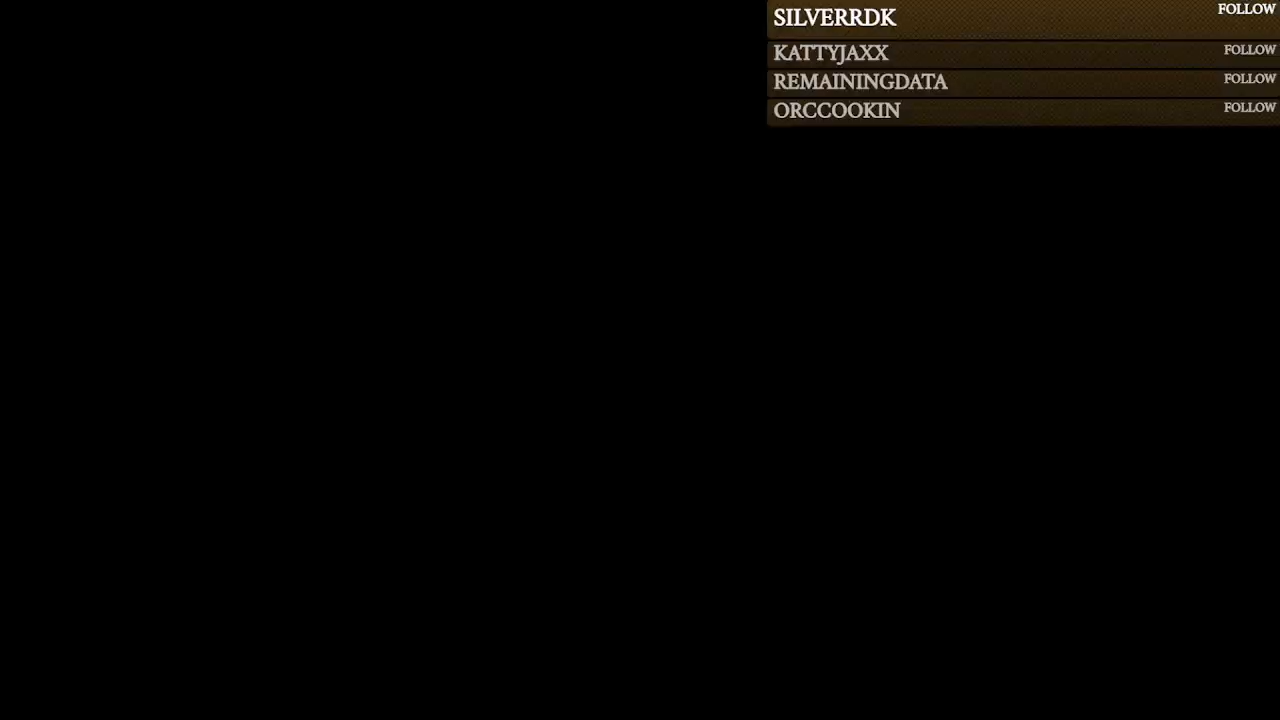 SILVERRDK FOLLOW
KATTYJAXX FOLLOW
REMAININGDATA FOLLOW
ORCCOOKIN FOLLOW